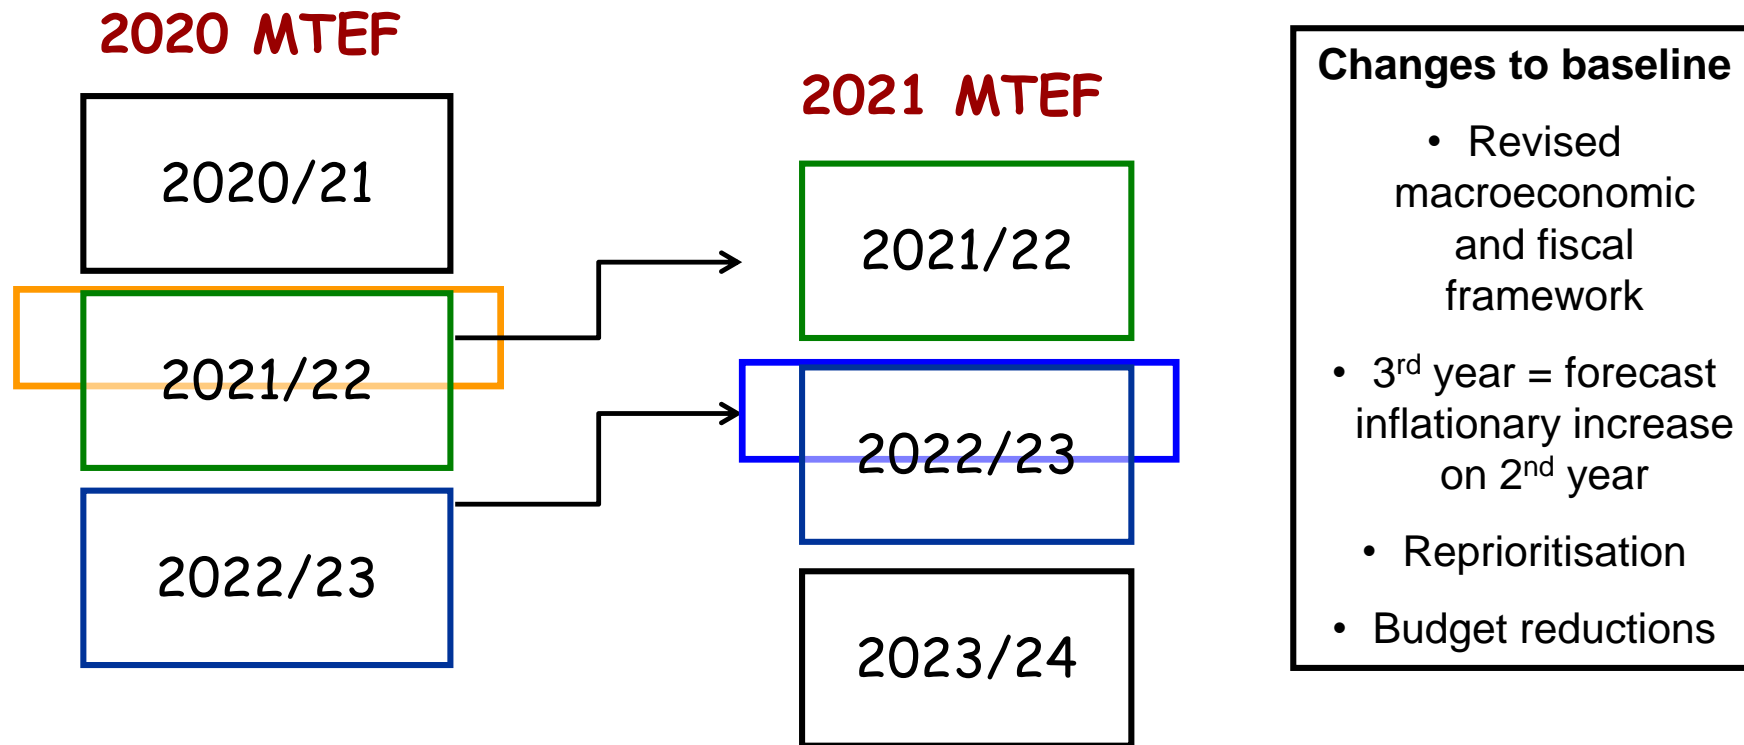 2020 MTEF
2020/21
2021/22
2022/23
2021 MTEF
2021/22
2022/23
2023/24
Changes to baseline
• Revised
macroeconomic
and fiscal
framework
• 3rd year = forecast
inflationary increase
on 2nd year
• Reprioritisation
• Budget reductions